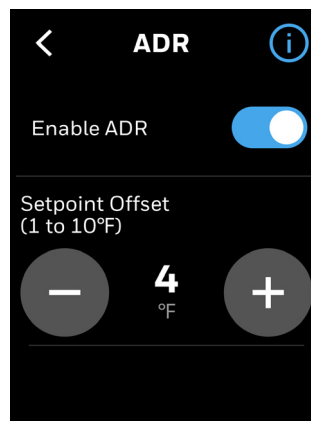 ADR
Enable ADR
Setpoint Offset
(1 to 10°F)
4
°F